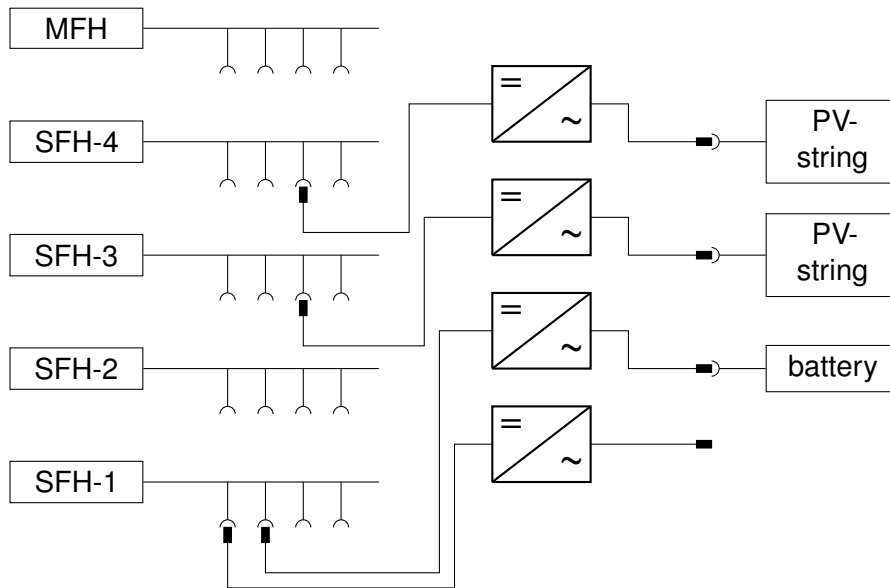 MFH
SFH-4
SFH-3
SFH-2
SFH-1
=
~
=
~
=
~
=
~
PV-
string
PV-
string
battery